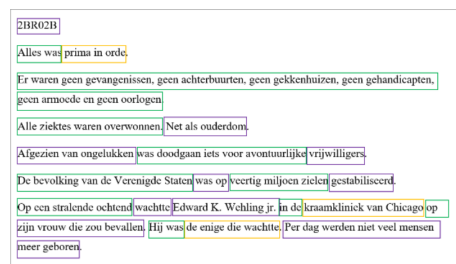 2BR02B
Alles was prima in orde.
Er waren geen gevangenissen, geen achterbuurten, geen gekkenhuizen, geen gehandicapten,
geen armoede en geen oorlogen.
Alle ziektes waren overwonnen. Net als ouderdom.
Afgezien van ongelukken was doodgaan iets voor avontuurlijke vrijwilligers.
De bevolking van de Verenigde Staten was op veertig miljoen zielen gestabiliseerd.
Op een stralende ochtend wachtte Edward K. Wehling jr. in de kraamkliniek van Chicago op
zijn vrouw die zou bevallen. Hij was de enige die wachtte. Per dag werden niet veel mensen
meer geboren.